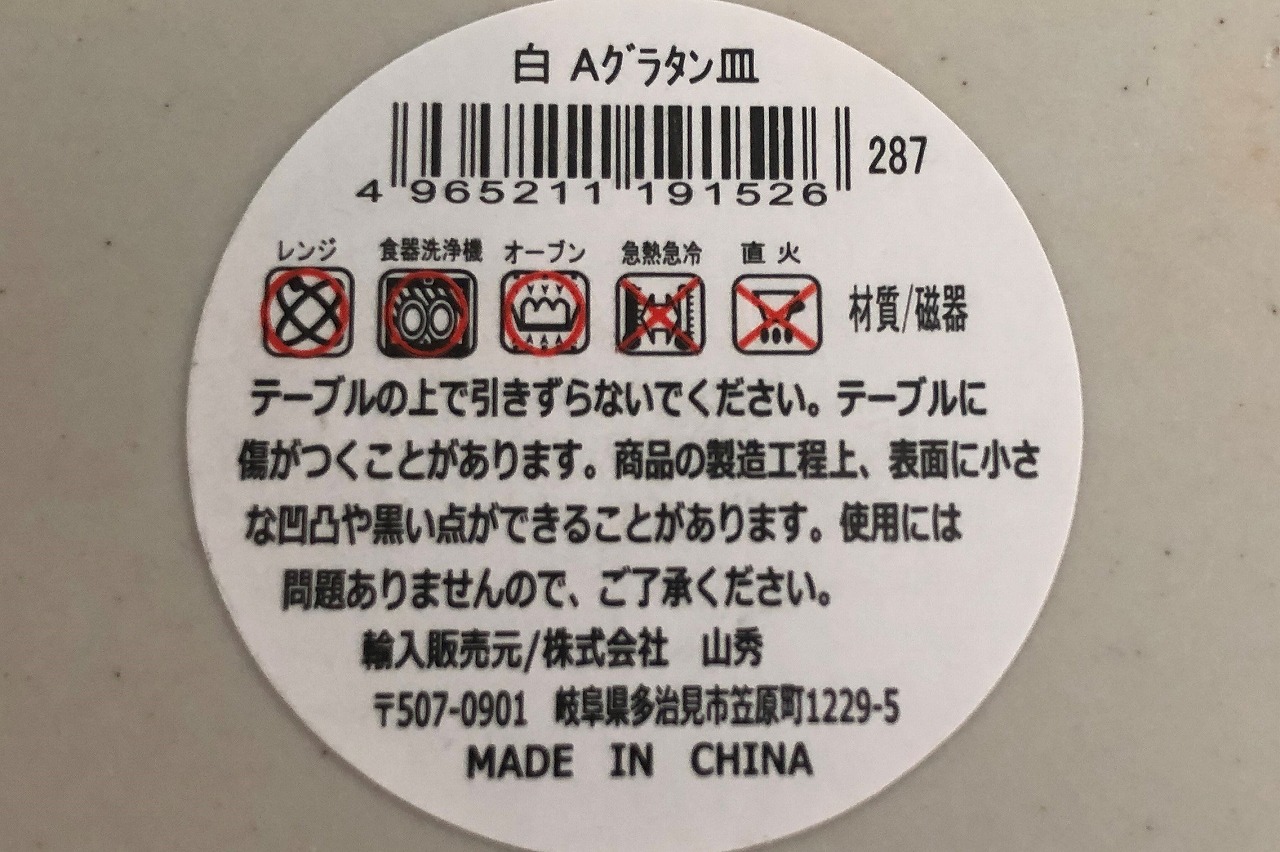 白 Aグラタン皿
287
4 965211 191526
レンジ 食器洗浄機 オーブン 急熱急冷 直火
材質/磁器
テーブルの上で引きずらないでください。テーブルに
傷がつくことがあります。商品の製造工程上、表面に小さ
な凹凸や黒い点ができることがあります。使用には
問題ありませんので、ご了承ください。
輸入販売元/株式会社 山秀
〒507-0901 岐阜県多治見市笠原町1229-5
MADE IN CHINA